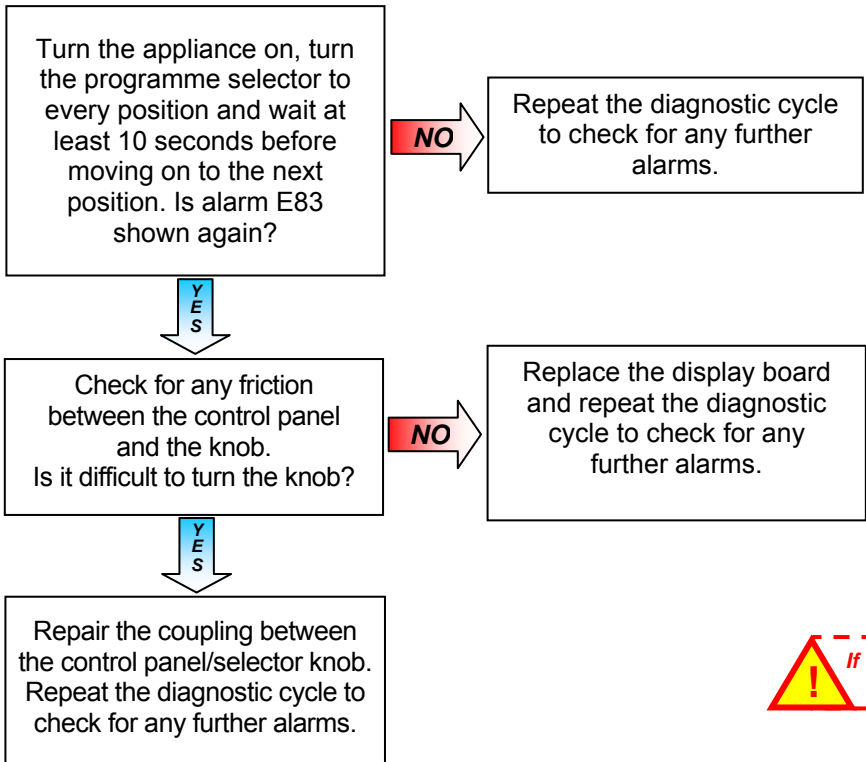 Turn the appliance on, turn
the programme selector to
every position and wait at
least 10 seconds before
moving on to the next
position. Is alarm E83
shown again?
NO
Repeat the diagnostic cycle
to check for any further
alarms.
YES
Check for any friction
between the control panel
and the knob.
Is it difficult to turn the knob?
NO
Replace the display board
and repeat the diagnostic
cycle to check for any
further alarms.
YES
Repair the coupling between
the control panel/selector knob.
Repeat the diagnostic cycle to
check for any further alarms.
!
If